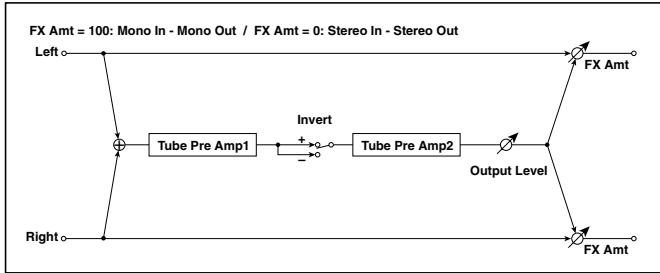 FX Amt = 100: Mono In - Mono Out / FX Amt = 0: Stereo In - Stereo Out
Left
FX Amt
Invert
+
Tube Pre Amp1
Tube Pre Amp2
−
Output Level
Right
FX Amt